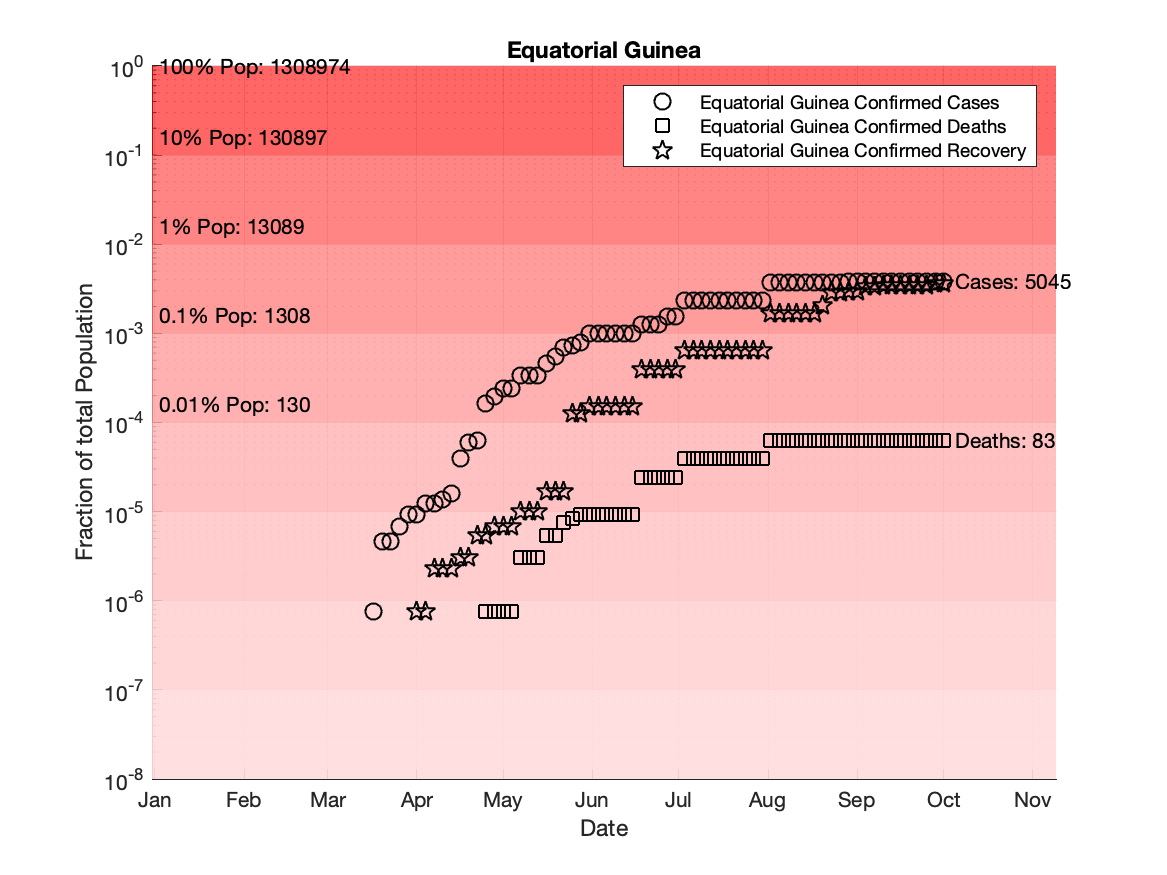 Equatorial Guinea
10^0
100% Pop: 1308974
Equatorial Guinea Confirmed Cases
Equatorial Guinea Confirmed Deaths
Equatorial Guinea Confirmed Recovery
10% Pop: 130897
10^-1
1% Pop: 13089
10^-2
Cases: 5045
0.1% Pop: 1308
10^-3
0.01% Pop: 130
10^-4
Deaths: 83
10^-5
10^-6
10^-7
10^-8
Fraction of total Population
Jan Feb Mar Apr May Jun Jul Aug Sep Oct Nov
Date